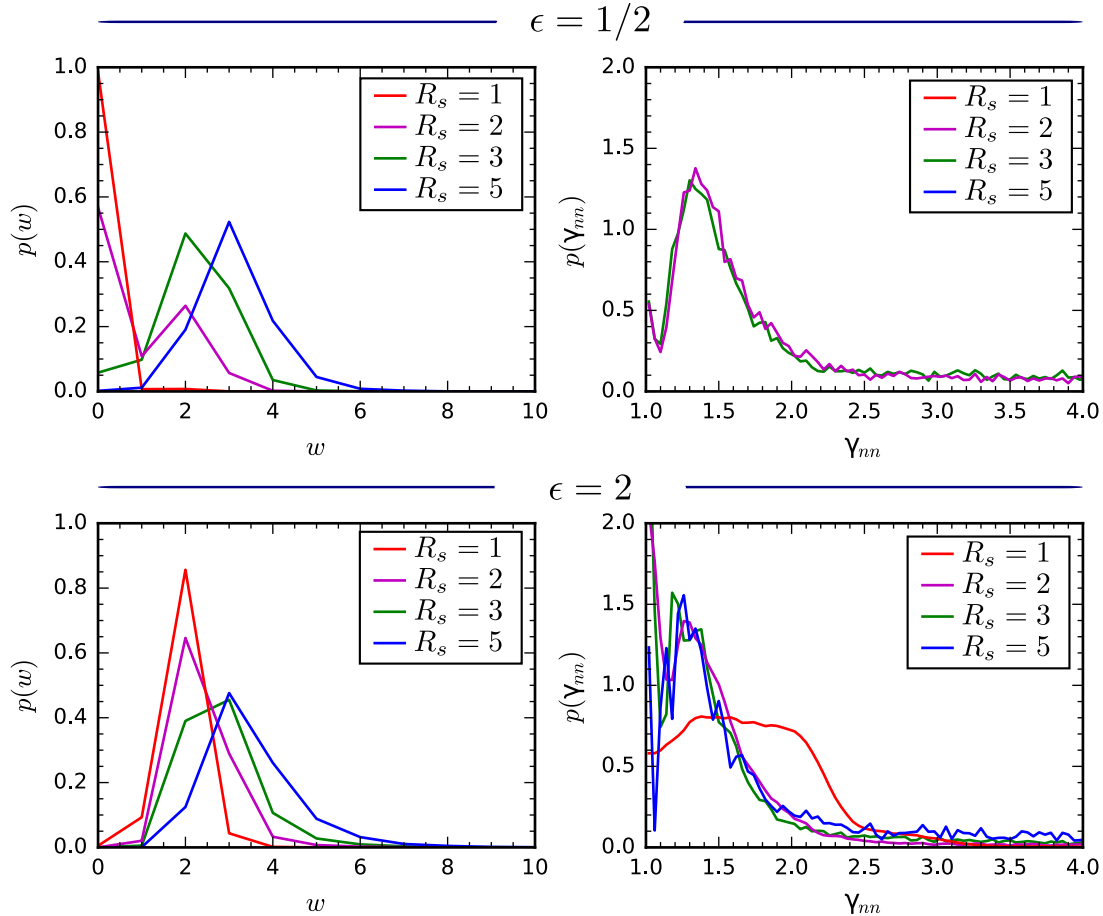 ϵ = 1/2
1.0
0.8
0.6
0.4
0.2
0.0
0 2 4 6 8 10
p(w)
w
R_s = 1
R_s = 2
R_s = 3
R_s = 5
2.0
1.5
1.0
0.5
0.0
1.0 1.5 2.0 2.5 3.0 3.5 4.0
p(γ_nn)
γ_nn
R_s = 1
R_s = 2
R_s = 3
R_s = 5
ϵ = 2
1.0
0.8
0.6
0.4
0.2
0.0
0 2 4 6 8 10
p(w)
w
R_s = 1
R_s = 2
R_s = 3
R_s = 5
2.0
1.5
1.0
0.5
0.0
1.0 1.5 2.0 2.5 3.0 3.5 4.0
p(γ_nn)
γ_nn
R_s = 1
R_s = 2
R_s = 3
R_s = 5